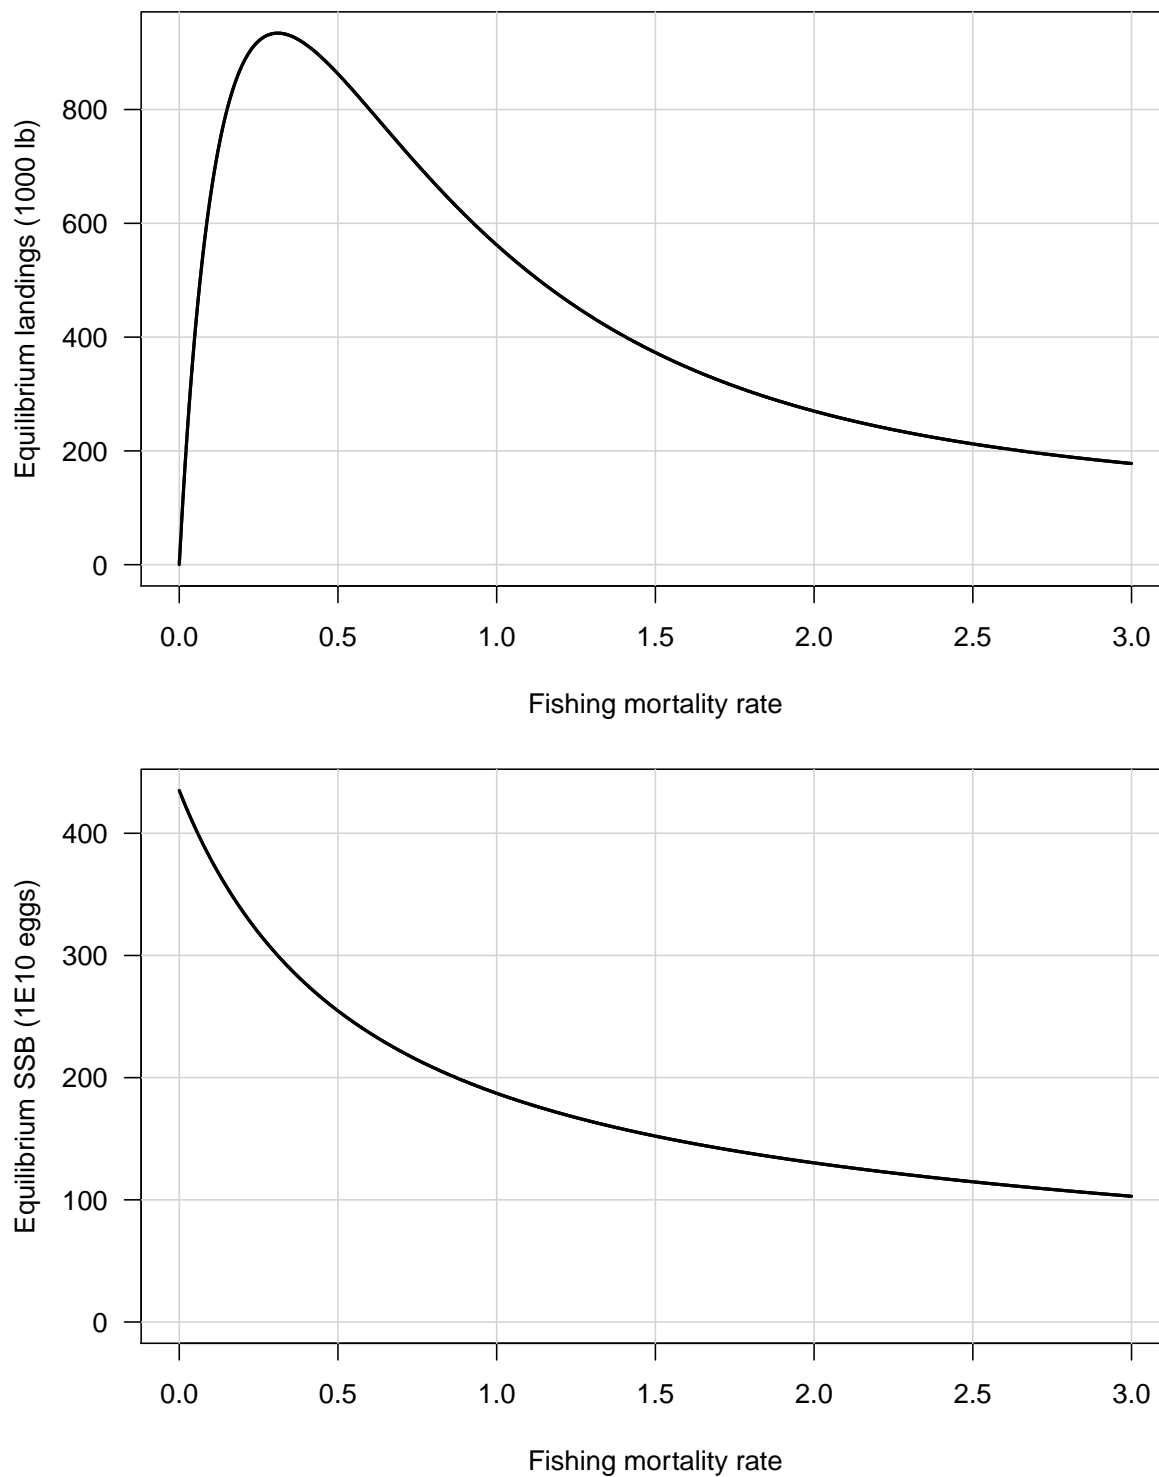 Equilibrium landings (1000 lb)
800
600
400
200
0
0.0 0.5 1.0 1.5 2.0 2.5 3.0
Fishing mortality rate
Equilibrium SSB (1E10 eggs)
400
300
200
100
0
0.0 0.5 1.0 1.5 2.0 2.5 3.0
Fishing mortality rate